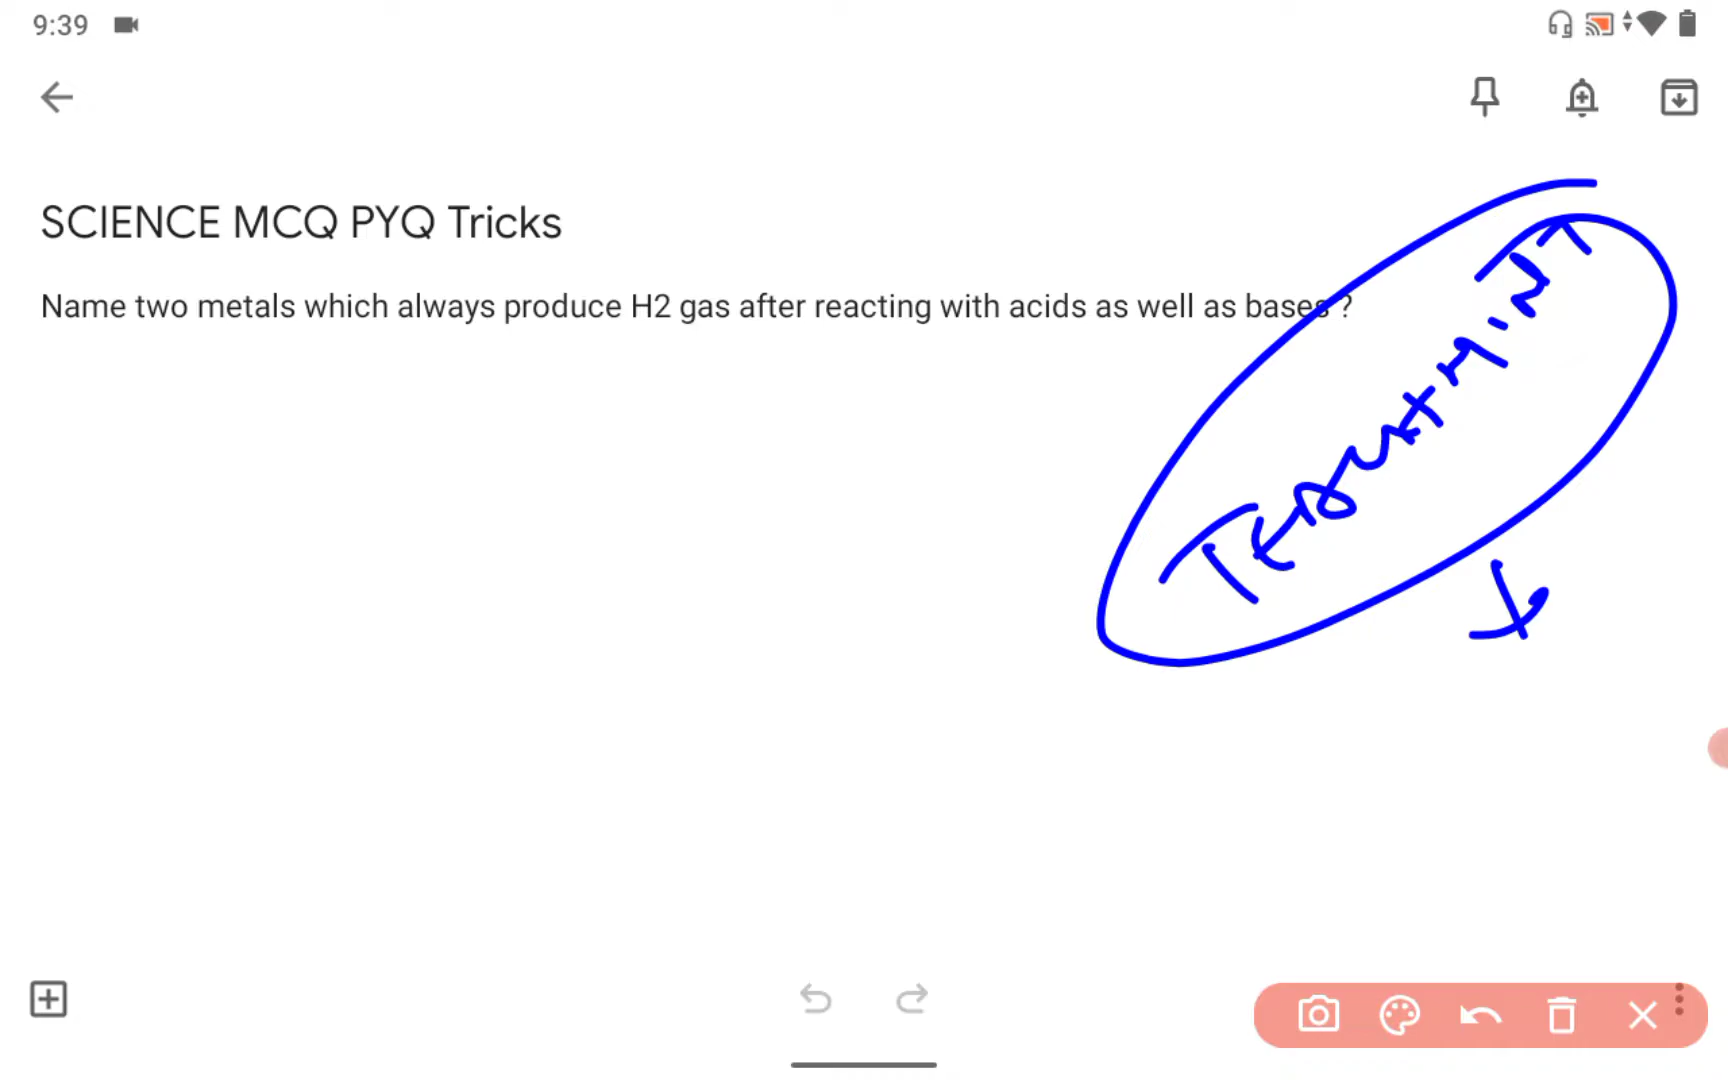 9:39
SCIENCE MCQ PYQ Tricks
Name two metals which always produce H2 gas after reacting with acids as well as bases ?